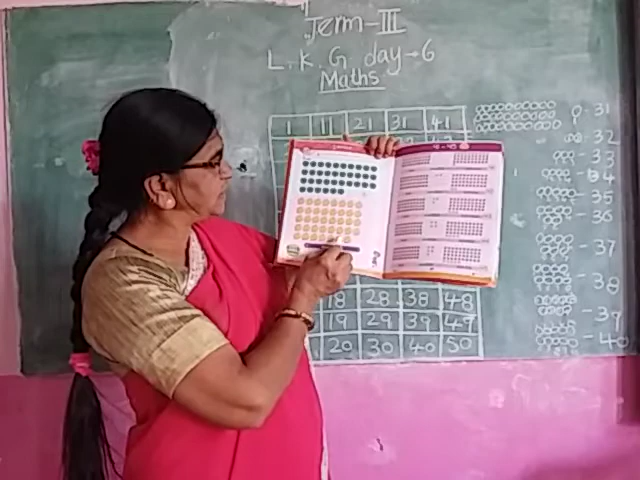 Term-III
L.K.G day-6
Maths
1 11 21 31 41
18 28 38 48
19 29 39 49
20 30 40 50
-31
-32
-33
-34
-35
-36
-37
-38
-39
-40